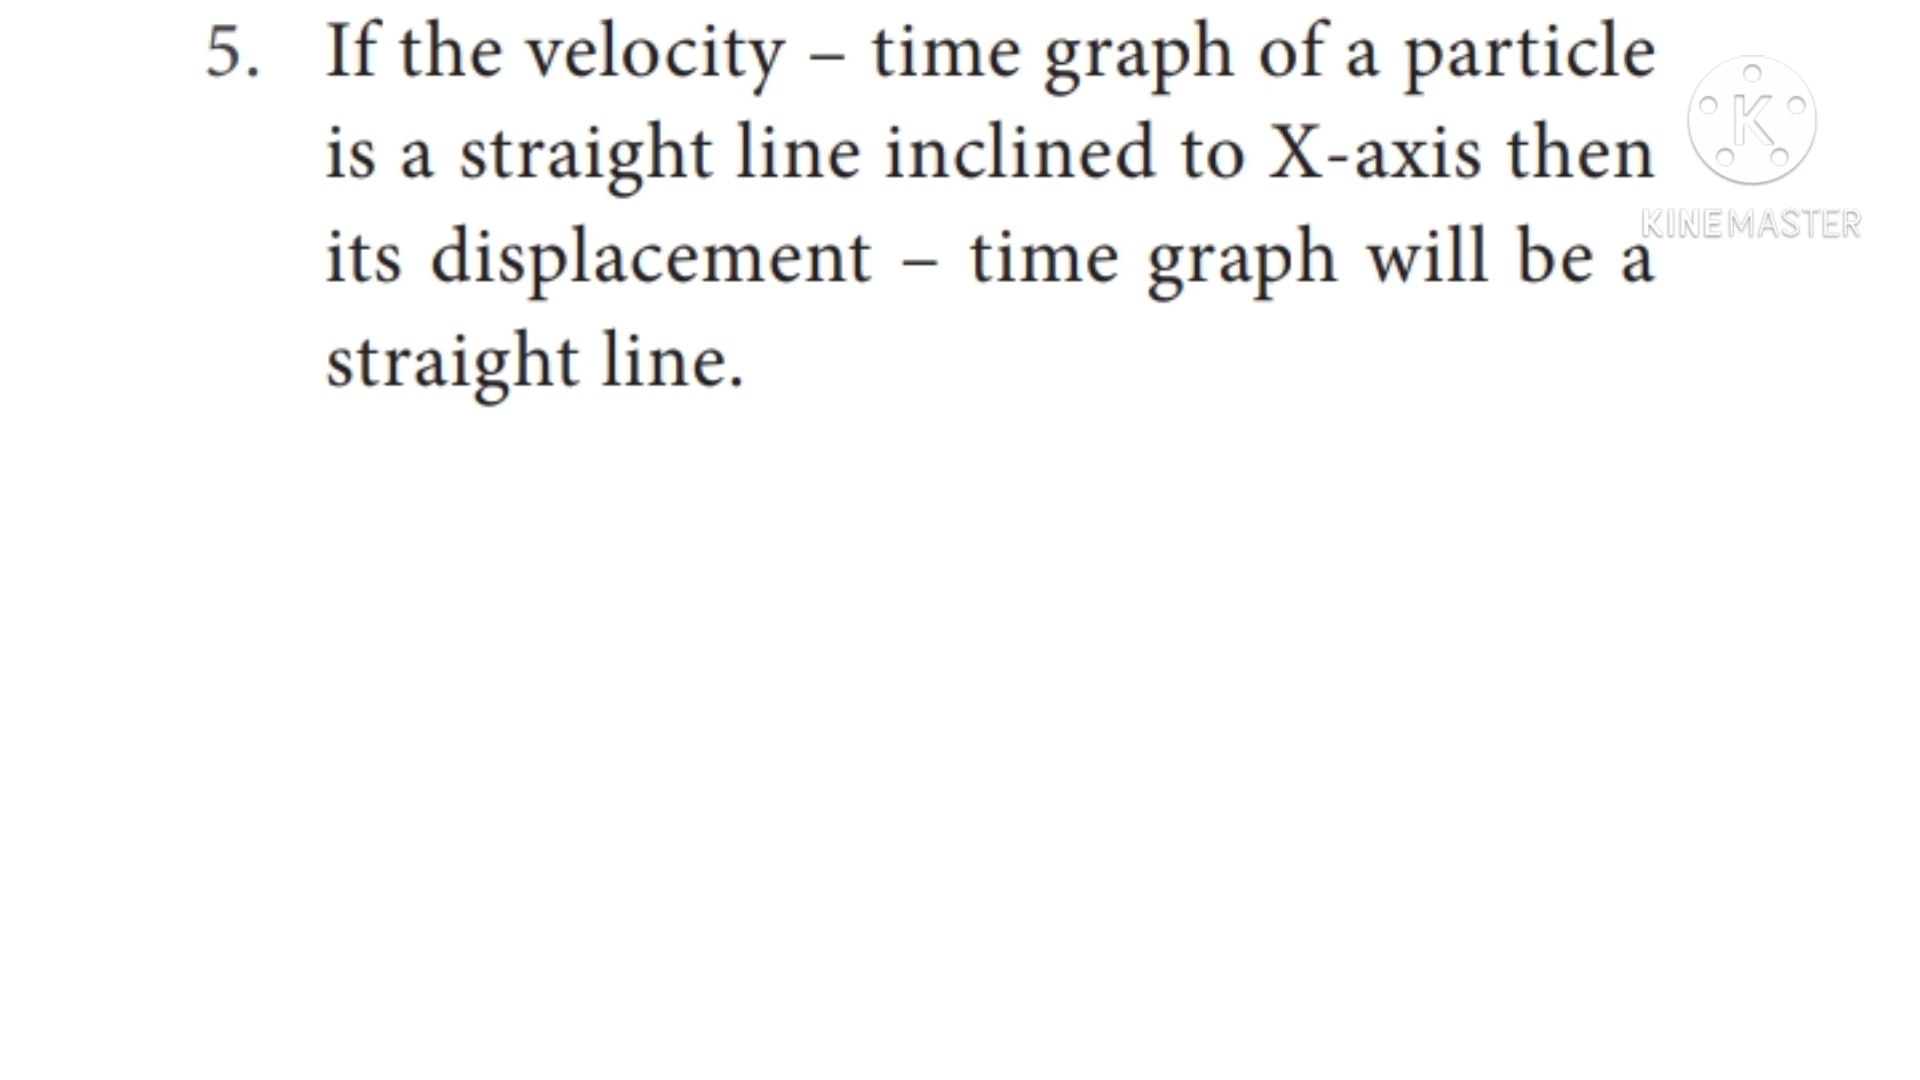 5. If the velocity – time graph of a particle
is a straight line inclined to X-axis then
its displacement – time graph will be a
straight line.
K
KINEMASTER